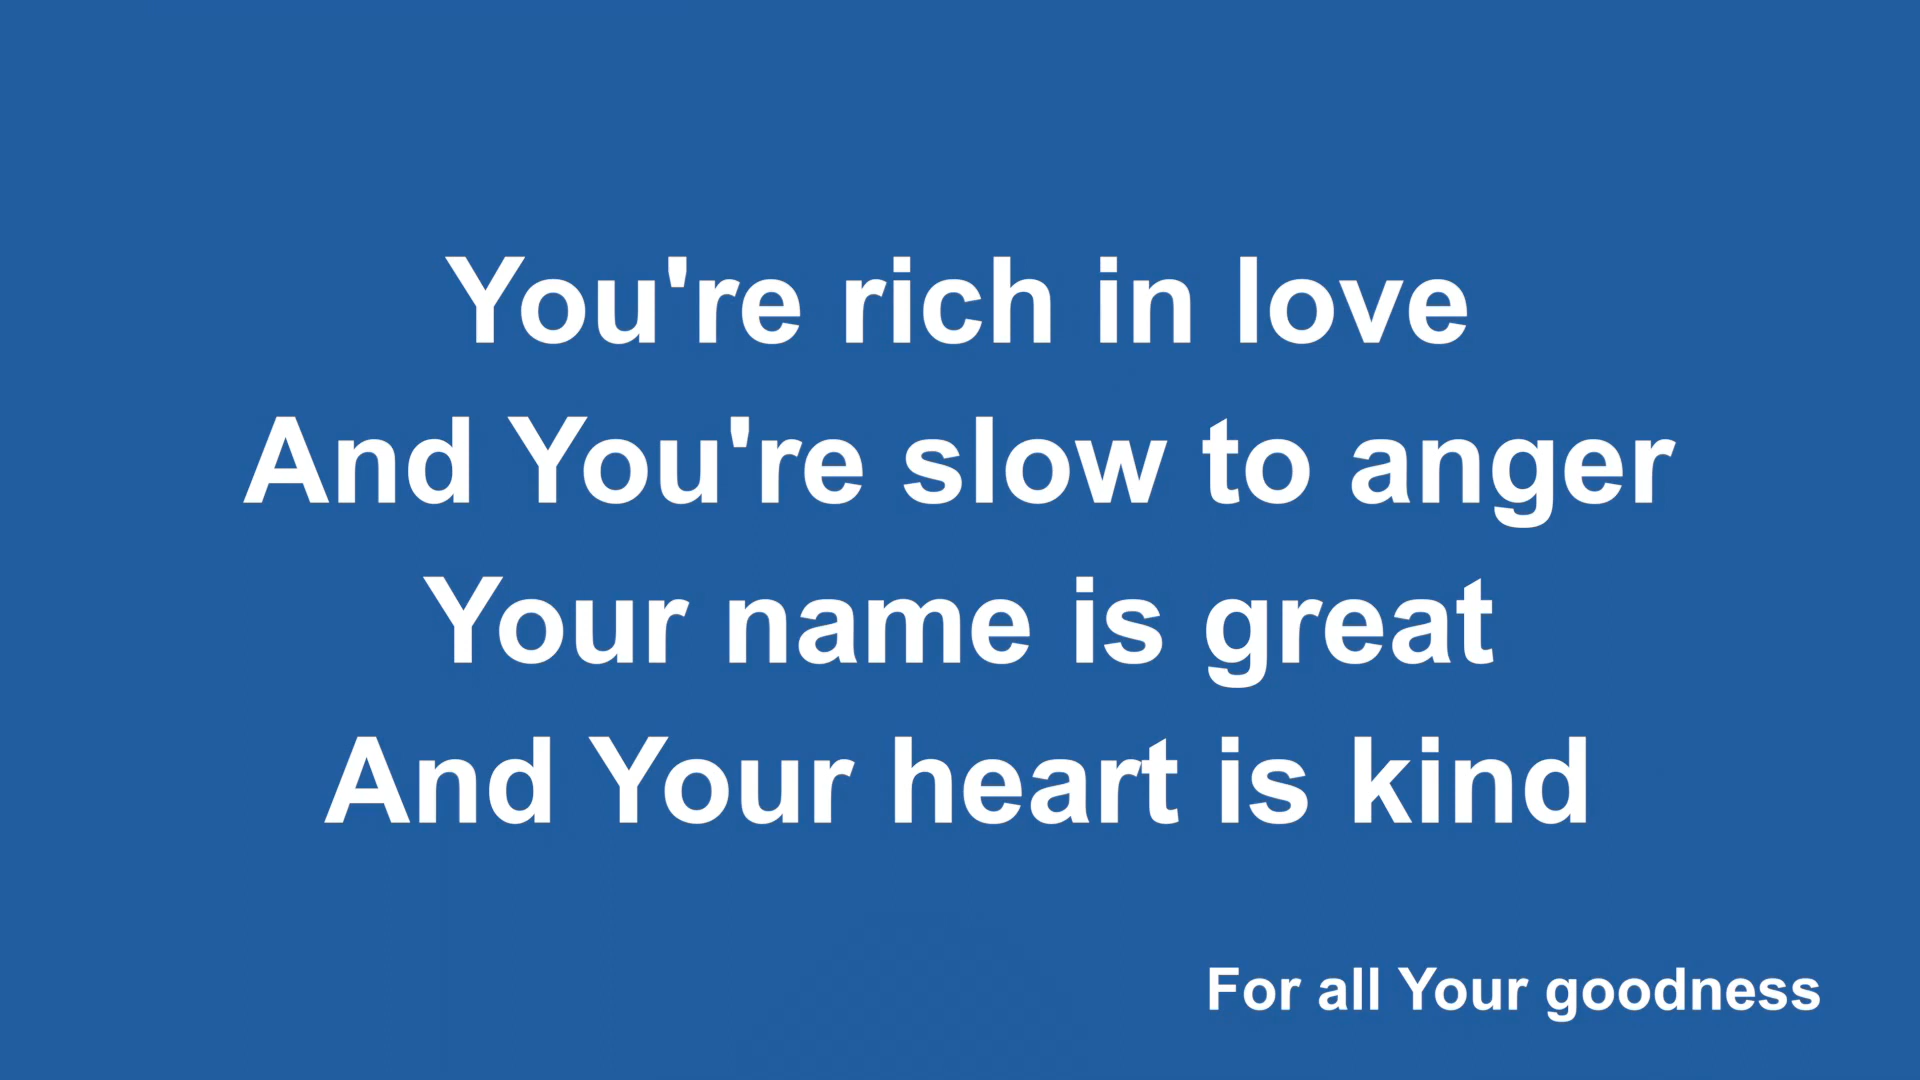 You're rich in love
And You're slow to anger
Your name is great
And Your heart is kind
For all Your goodness